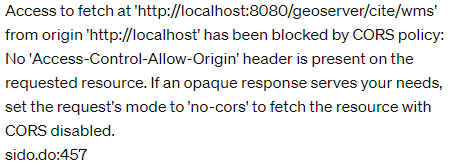 Access to fetch at 'http://localhost:8080/geoserver/cite/wms'
from origin 'http://localhost' has been blocked by CORS policy:
No 'Access-Control-Allow-Origin' header is present on the
requested resource. If an opaque response serves your needs,
set the request's mode to 'no-cors' to fetch the resource with
CORS disabled.
sido.do:457